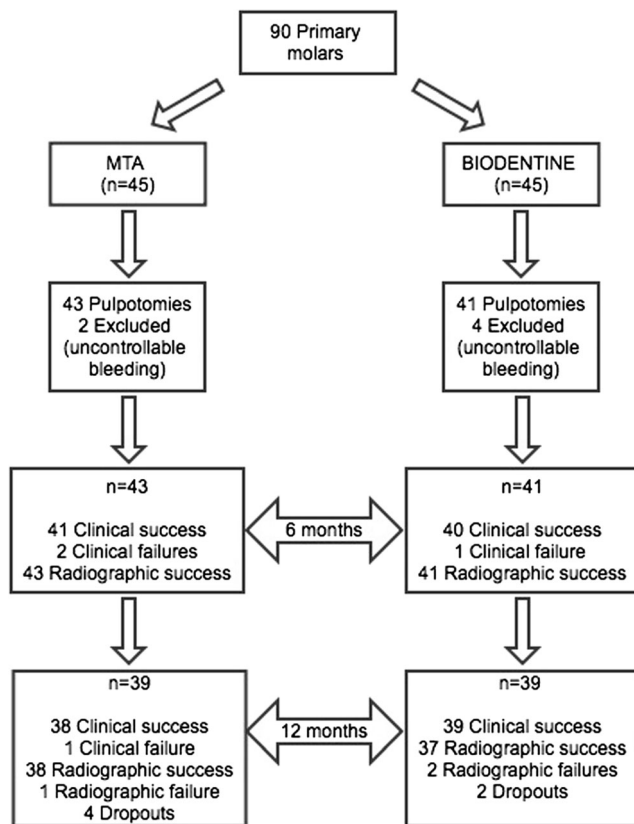 90 Primary
molars
MTA
(n=45)
BIODENTINE
(n=45)
43 Pulpotomies
2 Excluded
(uncontrollable
bleeding)
41 Pulpotomies
4 Excluded
(uncontrollable
bleeding)
n=43
41 Clinical success
2 Clinical failures
43 Radiographic success
6 months
n=41
40 Clinical success
1 Clinical failure
41 Radiographic success
n=39
38 Clinical success
1 Clinical failure
38 Radiographic success
1 Radiographic failure
4 Dropouts
12 months
n=39
39 Clinical success
37 Radiographic success
2 Radiographic failures
2 Dropouts